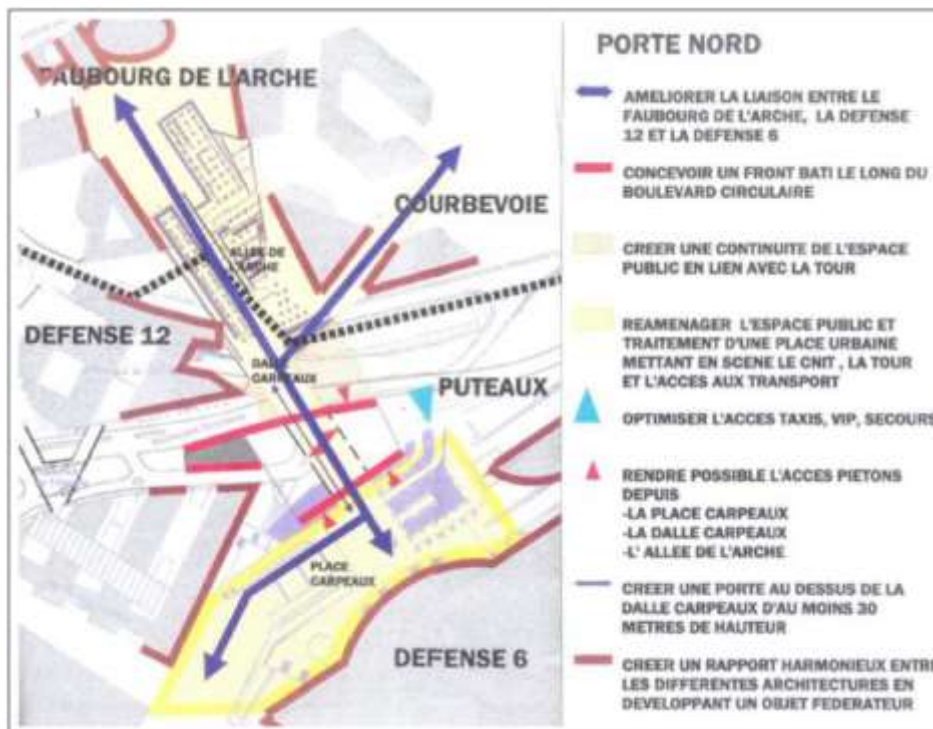 FAUBOURG DE L'ARCHE
COURBEVOIE
ALLEE DE
L'ARCHE
DEFENSE 12
DALLE
CARPEAUX
PUTEAUX
PLACE
CARPEAUX
DEFENSE 6
PORTE NORD
AMELIORER LA LIAISON ENTRE LE
FAUBOURG DE L'ARCHE, LA DEFENSE
12 ET LA DEFENSE 6
CONCEVOIR UN FRONT BATI LE LONG DU
BOULEVARD CIRCULAIRE
CREER UNE CONTINUITE DE L'ESPACE
PUBLIC EN LIEN AVEC LA TOUR
REAMENAGER L'ESPACE PUBLIC ET
TRAITEMENT D'UNE PLACE URBAINE
METTANT EN SCENE LE CNIT , LA TOUR
ET L'ACCES AUX TRANSPORT
OPTIMISER L'ACCES TAXIS, VIP, SECOURS
RENDRE POSSIBLE L'ACCES PIETONS
DEPUIS
-LA PLACE CARPEAUX
-LA DALLE CARPEAUX
-L' ALLEE DE L'ARCHE
CREER UNE PORTE AU DESSUS DE LA
DALLE CARPEAUX D'AU MOINS 30
METRES DE HAUTEUR
CREER UN RAPPORT HARMONIEUX ENTRE
LES DIFFERENTES ARCHITECTURES EN
DEVELOPPANT UN OBJET FEDERATEUR